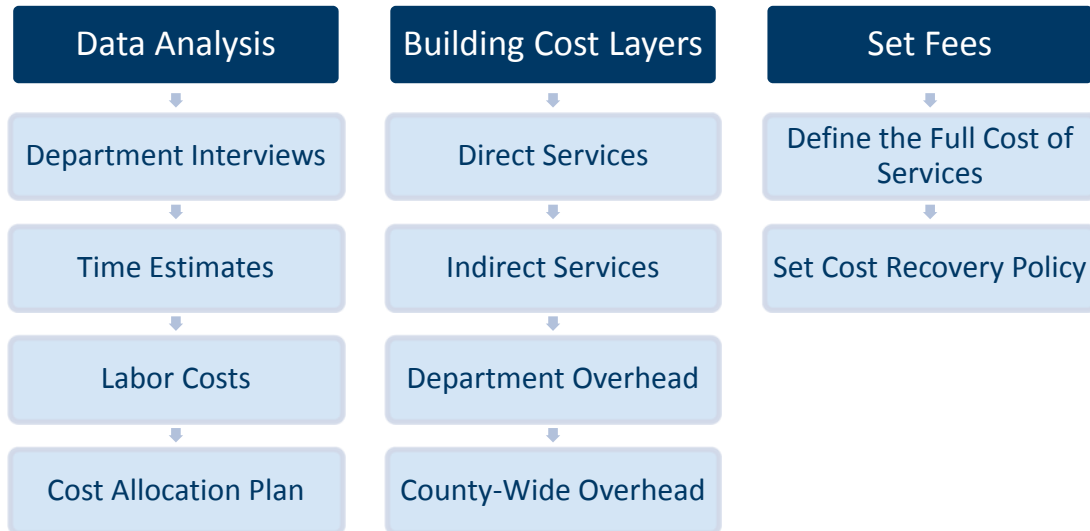 Data Analysis
Department Interviews
Time Estimates
Labor Costs
Cost Allocation Plan
Building Cost Layers
Direct Services
Indirect Services
Department Overhead
County-Wide Overhead
Set Fees
Define the Full Cost of
Services
Set Cost Recovery Policy